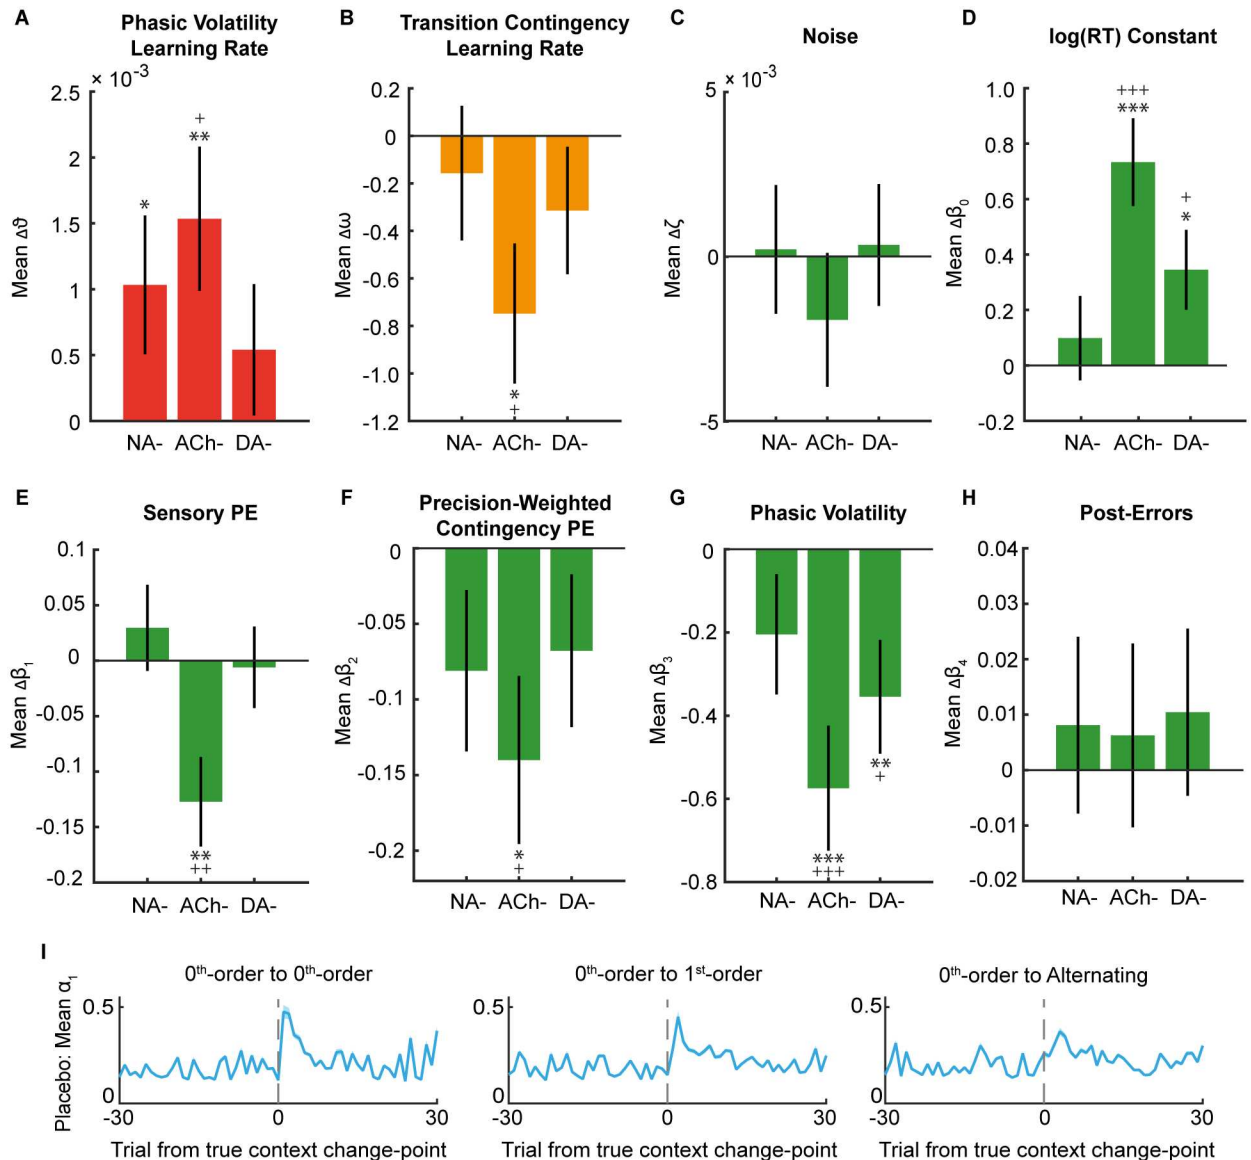 A
Phasic Volatility
Learning Rate
× 10⁻³
2.5
2
1.5
1
0.5
0
Mean Δϑ
*
+
**
NA- ACh- DA-
B
Transition Contingency
Learning Rate
0.2
0
-0.2
-0.4
-0.6
-0.8
-1.0
-1.2
Mean Δω
*
+
NA- ACh- DA-
C
Noise
× 10⁻³
5
0
-5
Mean Δζ
NA- ACh- DA-
D
log(RT) Constant
1.0
0.8
0.6
0.4
0.2
0
-0.2
Mean Δβ₀
+++
***
+
*
NA- ACh- DA-
E
Sensory PE
0.1
0.05
0
-0.05
-0.1
-0.15
-0.2
Mean Δβ₁
**
++
NA- ACh- DA-
F
Precision-Weighted
Contingency PE
0
-0.05
-0.1
-0.15
-0.2
Mean Δβ₂
*
+
NA- ACh- DA-
G
Phasic Volatility
0
-0.2
-0.4
-0.6
-0.8
Mean Δβ₃
***
+++
**
+
NA- ACh- DA-
H
Post-Errors
0.04
0.03
0.02
0.01
0
-0.01
-0.02
Mean Δβ₄
NA- ACh- DA-
I
Placebo: Mean α₁
0ᵗʰ-order to 0ᵗʰ-order
0.5
0
-30 0 30
Trial from true context change-point
0ᵗʰ-order to 1ˢᵗ-order
0.5
0
-30 0 30
Trial from true context change-point
0ᵗʰ-order to Alternating
0.5
0
-30 0 30
Trial from true context change-point